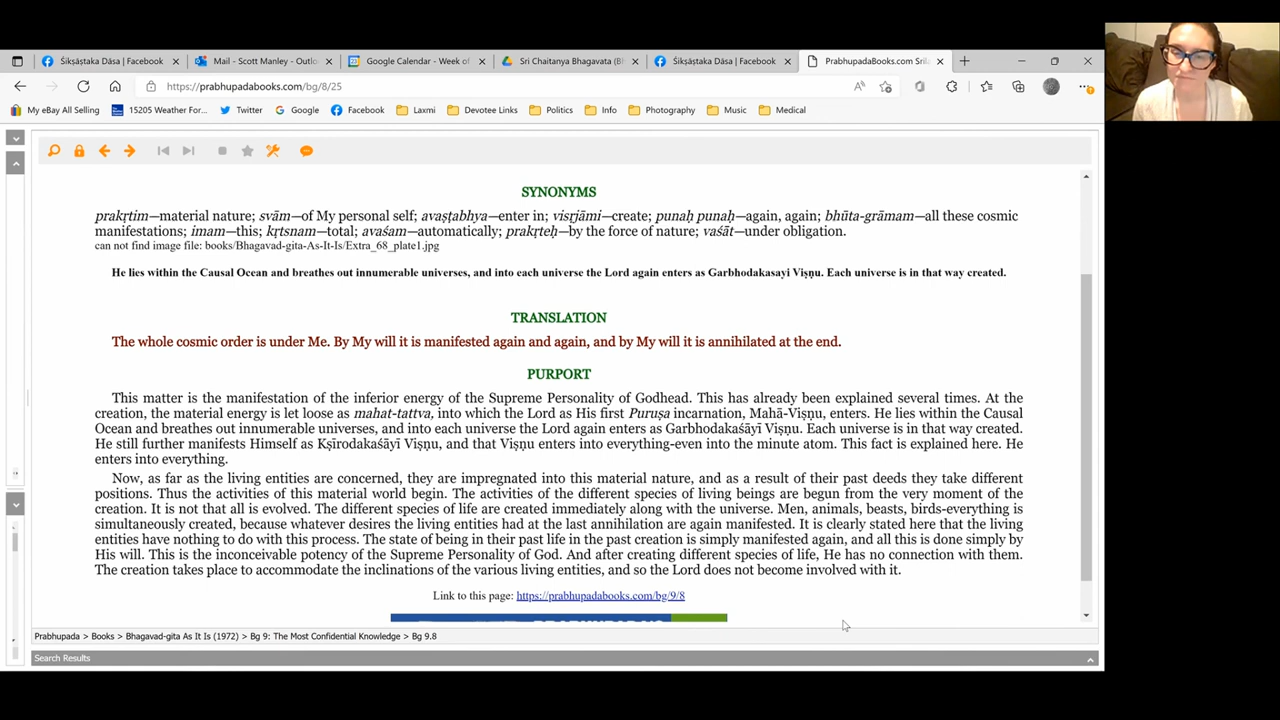 Śikṣāṣṭaka Dāsa | Facebook
Mail - Scott Manley - Outlo
Google Calendar - Week of
Sri Chaitanya Bhagavata (B
Śikṣāṣṭaka Dāsa | Facebook
PrabhupadaBooks.com Sril
https://prabhupadabooks.com/bg/8/25
My eBay All Selling
15205 Weather For...
Twitter
Google
Facebook
Laxmi
Devotee Links
Politics
Info
Photography
Music
Medical
SYNONYMS
prakṛtim—material nature; svām—of My personal self; avaṣṭabhya—enter in; visṛjāmi—create; punaḥ punaḥ—again, again; bhūta-grāmam—all these cosmic
manifestations; imam—this; kṛtsnam—total; avaśam—automatically; prakṛteḥ—by the force of nature; vaśāt—under obligation.
can not find image file: books/Bhagavad-gita-As-It-Is/Extra_68_plate1.jpg
He lies within the Causal Ocean and breathes out innumerable universes, and into each universe the Lord again enters as Garbhodakasayi Viṣṇu. Each universe is in that way created.
TRANSLATION
The whole cosmic order is under Me. By My will it is manifested again and again, and by My will it is annihilated at the end.
PURPORT
This matter is the manifestation of the inferior energy of the Supreme Personality of Godhead. This has already been explained several times. At the
creation, the material energy is let loose as mahat-tattva, into which the Lord as His first Puruṣa incarnation, Mahā-Viṣṇu, enters. He lies within the Causal
Ocean and breathes out innumerable universes, and into each universe the Lord again enters as Garbhodakaśāyī Viṣṇu. Each universe is in that way created.
He still further manifests Himself as Kṣīrodakaśāyī Viṣṇu, and that Viṣṇu enters into everything-even into the minute atom. This fact is explained here. He
enters into everything.
Now, as far as the living entities are concerned, they are impregnated into this material nature, and as a result of their past deeds they take different
positions. Thus the activities of this material world begin. The activities of the different species of living beings are begun from the very moment of the
creation. It is not that all is evolved. The different species of life are created immediately along with the universe. Men, animals, beasts, birds-everything is
simultaneously created, because whatever desires the living entities had at the last annihilation are again manifested. It is clearly stated here that the living
entities have nothing to do with this process. The state of being in their past life in the past creation is simply manifested again, and all this is done simply by
His will. This is the inconceivable potency of the Supreme Personality of God. And after creating different species of life, He has no connection with them.
The creation takes place to accommodate the inclinations of the various living entities, and so the Lord does not become involved with it.
Link to this page: https://prabhupadabooks.com/bg/9/8
Prabhupada > Books > Bhagavad-gita As It Is (1972) > Bg 9: The Most Confidential Knowledge > Bg 9.8
Search Results